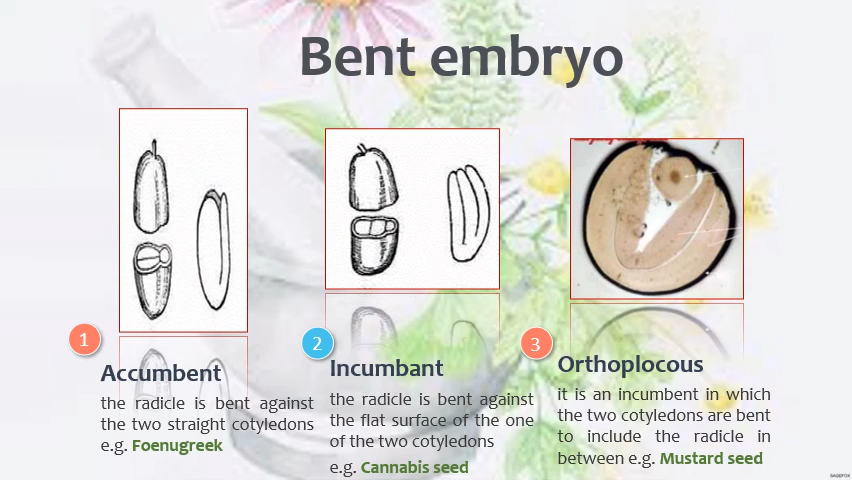 Bent embryo
1
Accumbent
the radicle is bent against
the two straight cotyledons
e.g. Foenugreek
2
Incumbant
the radicle is bent against
the flat surface of the one
of the two cotyledons
e.g. Cannabis seed
3
Orthoplocous
it is an incumbent in which
the two cotyledons are bent
to include the radicle in
between e.g. Mustard seed
SAGEFOX